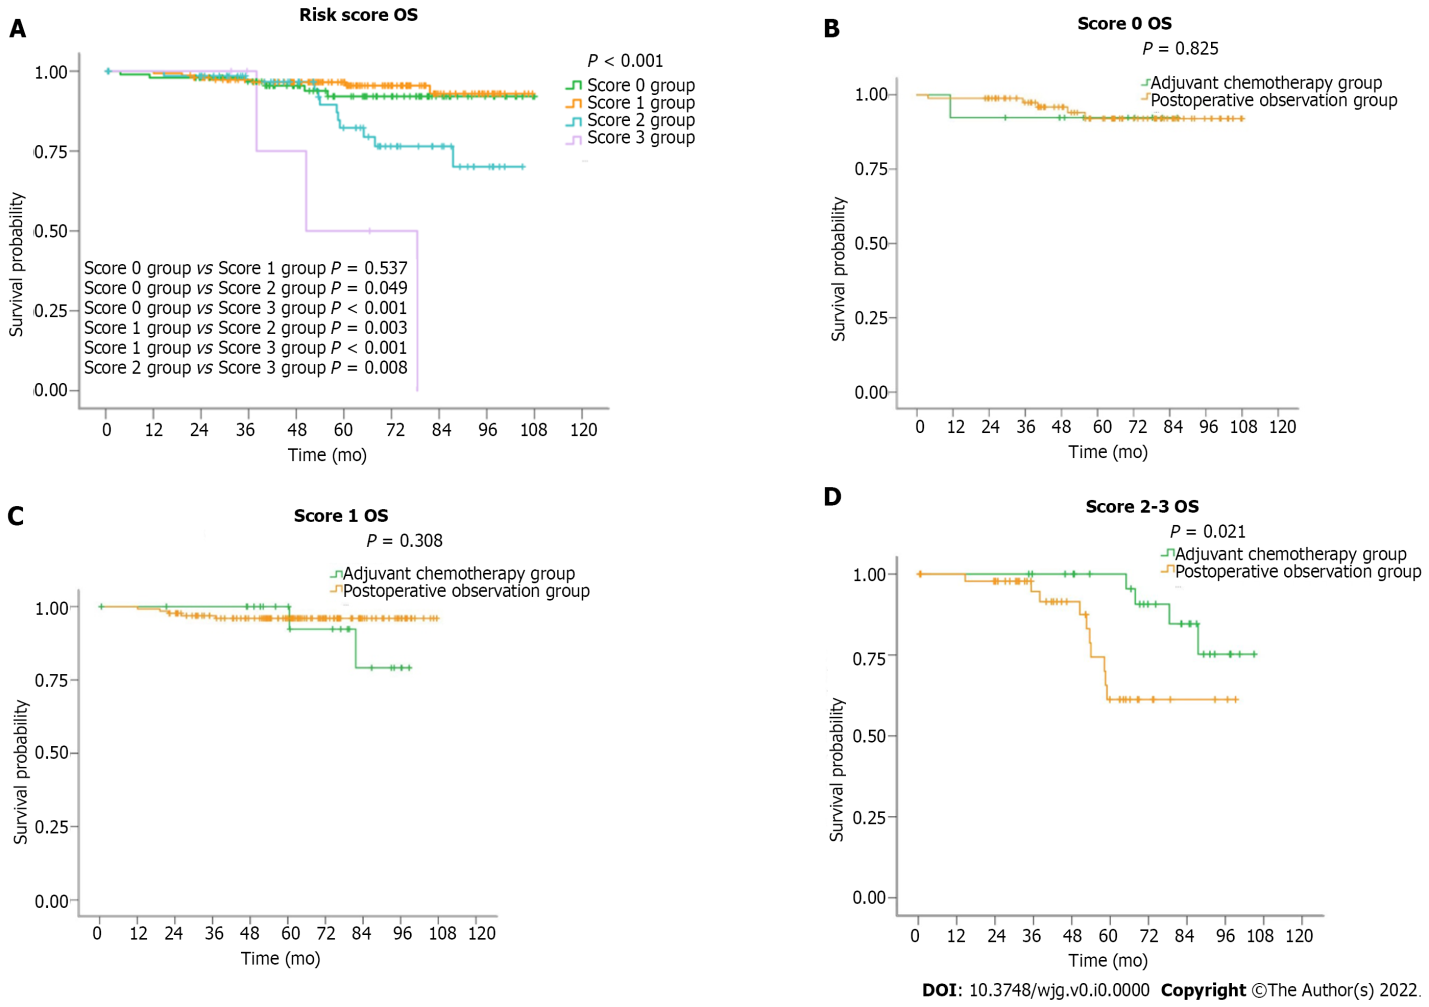 A
Risk score OS
P < 0.001
Score 0 group
Score 1 group
Score 2 group
Score 3 group
Survival probability
1.00
0.75
0.50
0.25
0.00
Score 0 group vs Score 1 group P = 0.537
Score 0 group vs Score 2 group P = 0.049
Score 0 group vs Score 3 group P < 0.001
Score 1 group vs Score 2 group P = 0.003
Score 1 group vs Score 3 group P < 0.001
Score 2 group vs Score 3 group P = 0.008
0 12 24 36 48 60 72 84 96 108 120
Time (mo)
B
Score 0 OS
P = 0.825
Adjuvant chemotherapy group
Postoperative observation group
Survival probability
1.00
0.75
0.50
0.25
0.00
0 12 24 36 48 60 72 84 96 108 120
Time (mo)
C
Score 1 OS
P = 0.308
Adjuvant chemotherapy group
Postoperative observation group
Survival probability
1.00
0.75
0.50
0.25
0.00
0 12 24 36 48 60 72 84 96 108 120
Time (mo)
D
Score 2-3 OS
P = 0.021
Adjuvant chemotherapy group
Postoperative observation group
Survival probability
1.00
0.75
0.50
0.25
0.00
0 12 24 36 48 60 72 84 96 108 120
Time (mo)
DOI: 10.3748/wjg.v0.i0.0000 Copyright ©The Author(s) 2022.